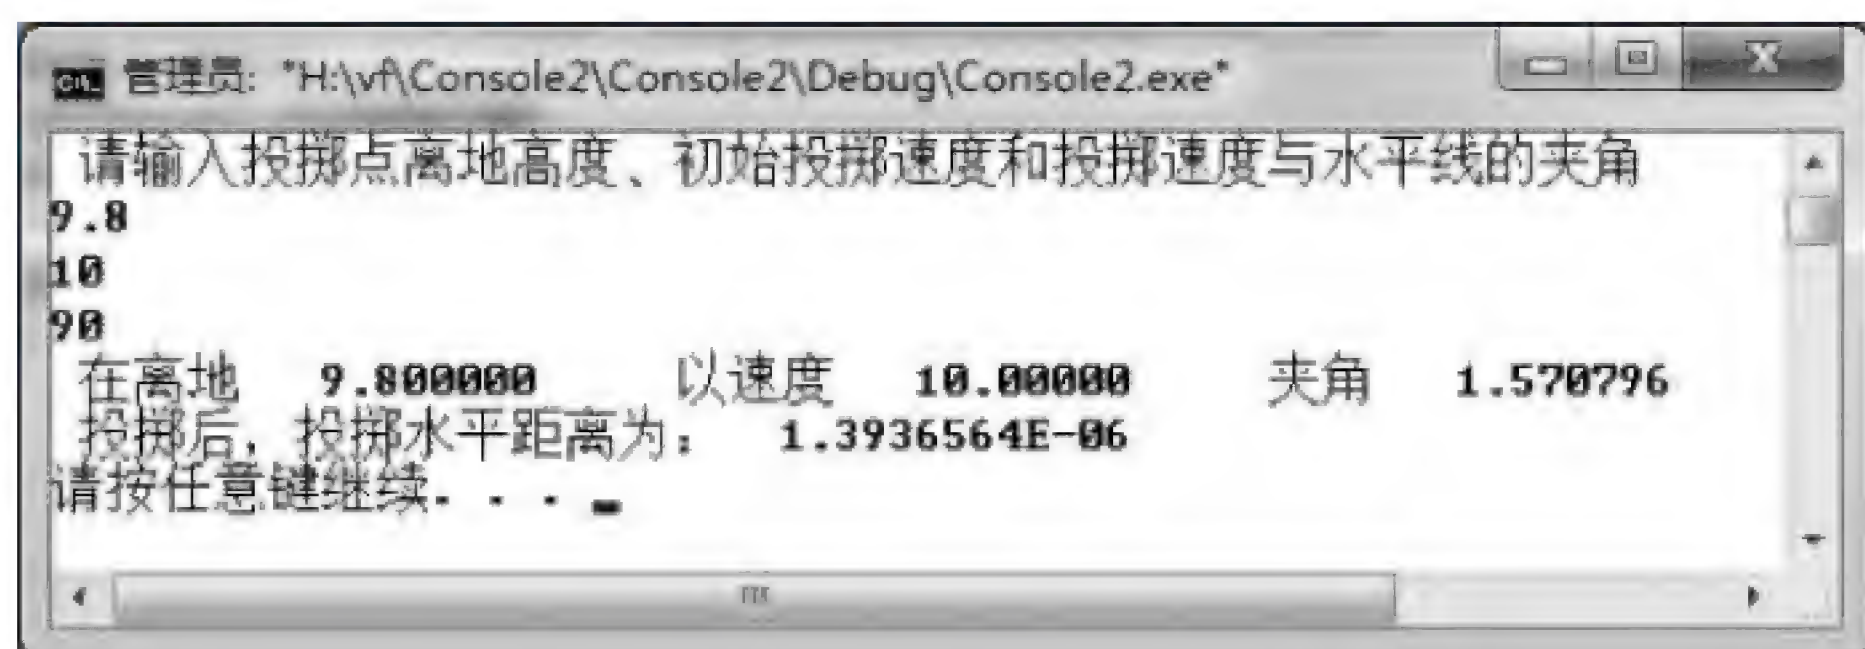 管理员: "H:\vf\Console2\Console2\Debug\Console2.exe"
请输入投掷点离地高度、初始投掷速度和投掷速度与水平线的夹角
9.8
10
90
在离地 9.800000 以速度 10.00000 夹角 1.570796
投掷后，投掷水平距离为： 1.3936564E-06
请按任意键继续. . .